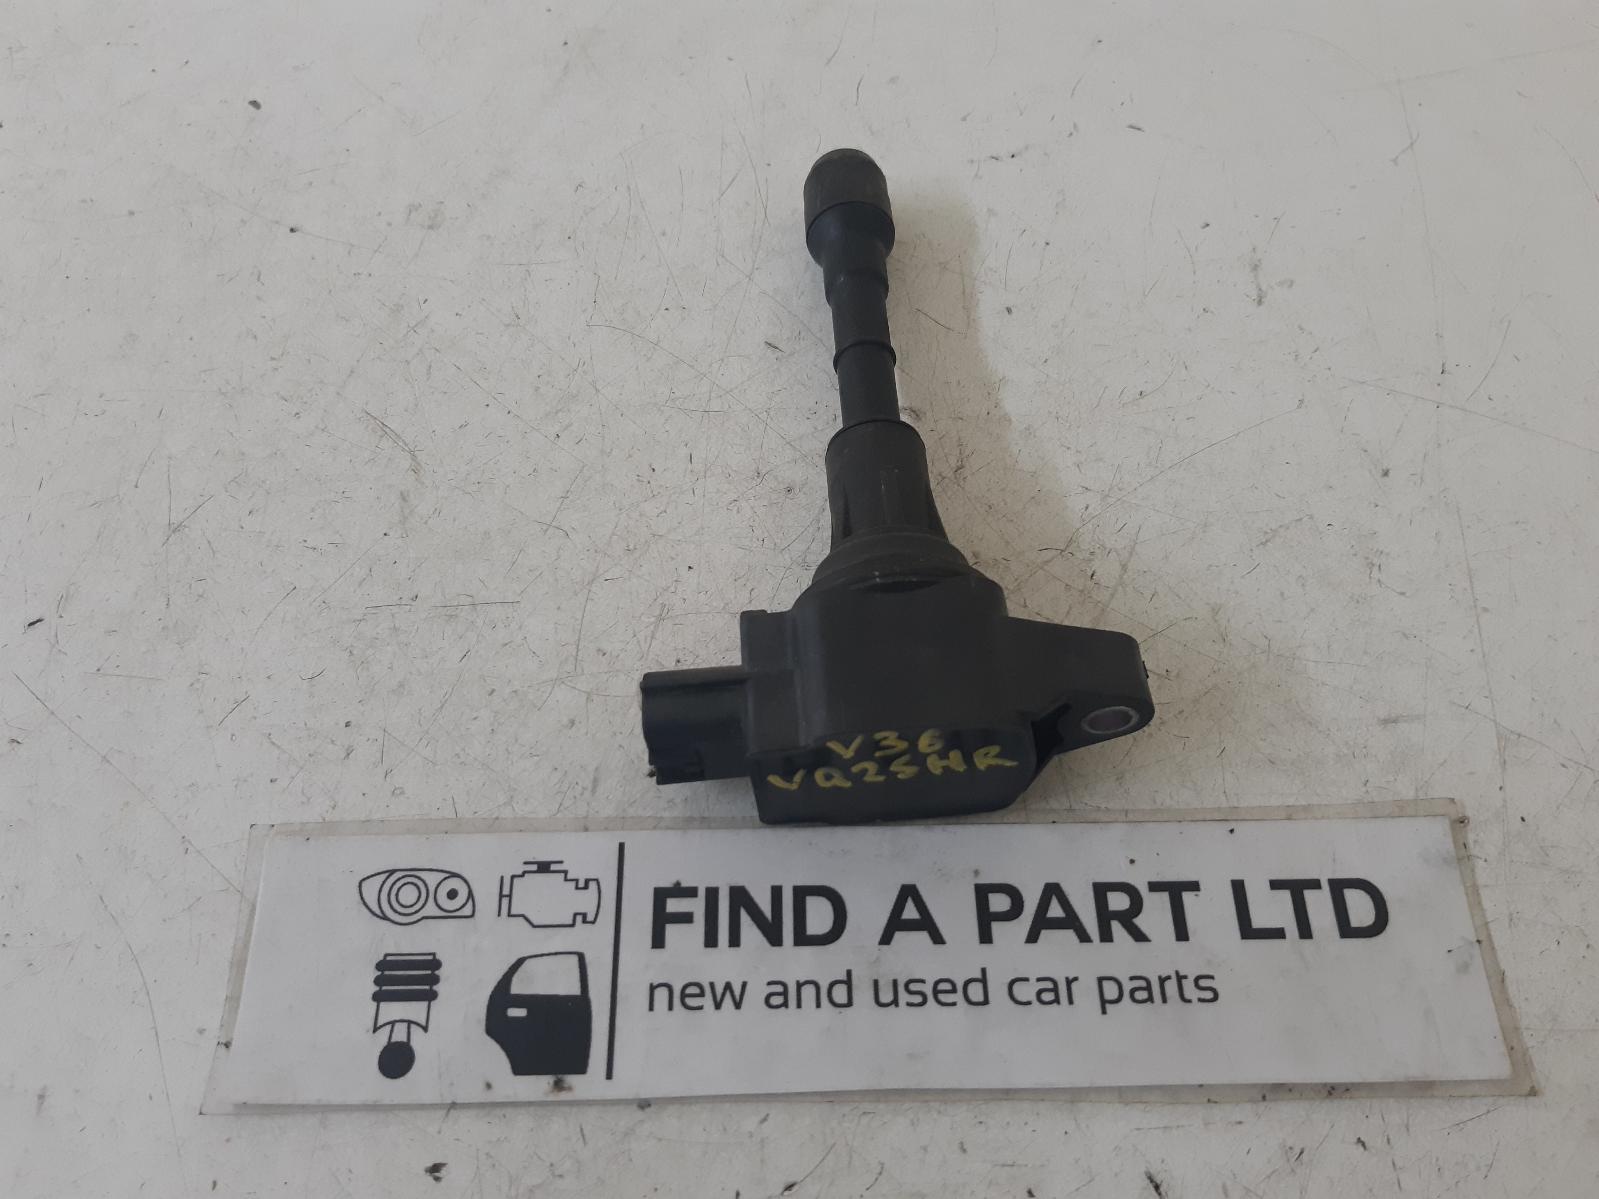 V36
VQ25HR
FIND A PART LTD
new and used car parts